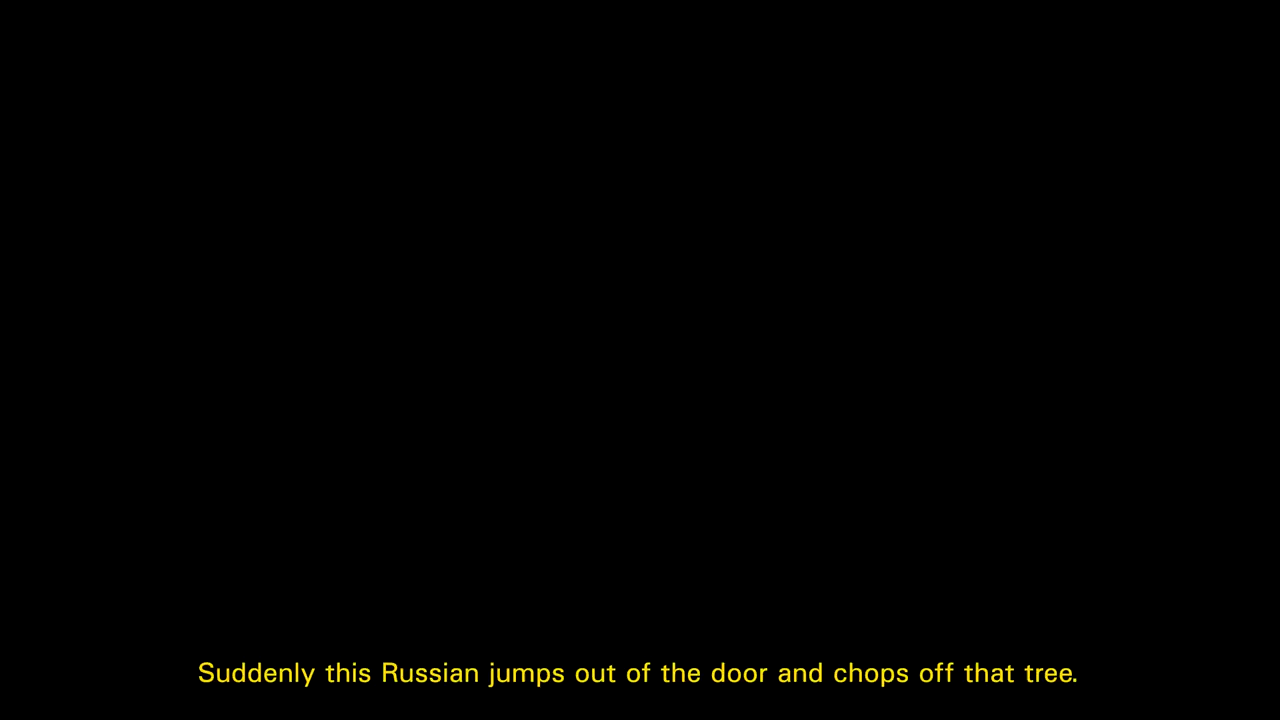 Suddenly this Russian jumps out of the door and chops off that tree.